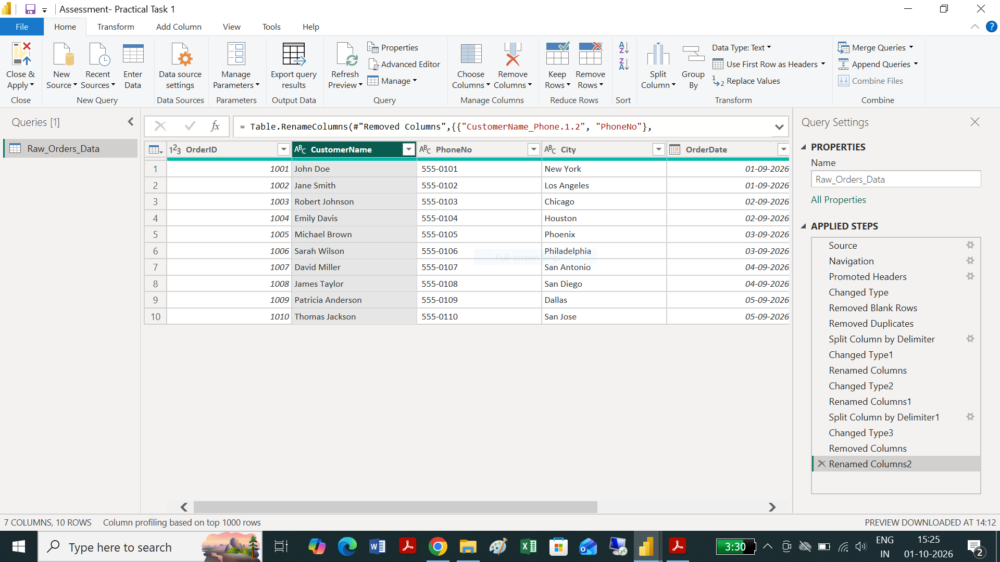 Assessment- Practical Task 1
File Home Transform Add Column View Tools Help
Close & Apply
Close
New Source
Recent Sources
Enter Data
New Query
Data source settings
Data Sources
Manage Parameters
Parameters
Export query results
Output Data
Refresh Preview
Properties
Advanced Editor
Manage
Query
Choose Columns
Remove Columns
Manage Columns
Keep Rows
Remove Rows
Reduce Rows
Sort
Split Column
Group By
Data Type: Text
Use First Row as Headers
Replace Values
Transform
Merge Queries
Append Queries
Combine Files
Combine
Queries [1]
Raw_Orders_Data
fx
= Table.RenameColumns(#"Removed Columns",{{"CustomerName_Phone.1.2", "PhoneNo"},
OrderID CustomerName PhoneNo City OrderDate
1 1001 John Doe 555-0101 New York 01-09-2026
2 1002 Jane Smith 555-0102 Los Angeles 01-09-2026
3 1003 Robert Johnson 555-0103 Chicago 02-09-2026
4 1004 Emily Davis 555-0104 Houston 02-09-2026
5 1005 Michael Brown 555-0105 Phoenix 03-09-2026
6 1006 Sarah Wilson 555-0106 Philadelphia 03-09-2026
7 1007 David Miller 555-0107 San Antonio 04-09-2026
8 1008 James Taylor 555-0108 San Diego 04-09-2026
9 1009 Patricia Anderson 555-0109 Dallas 05-09-2026
10 1010 Thomas Jackson 555-0110 San Jose 05-09-2026
Full-screen Snip
Query Settings
PROPERTIES
Name
Raw_Orders_Data
All Properties
APPLIED STEPS
Source
Navigation
Promoted Headers
Changed Type
Removed Blank Rows
Removed Duplicates
Split Column by Delimiter
Changed Type1
Renamed Columns
Changed Type2
Renamed Columns1
Split Column by Delimiter1
Changed Type3
Removed Columns
Renamed Columns2
7 COLUMNS, 10 ROWS Column profiling based on top 1000 rows
PREVIEW DOWNLOADED AT 14:12
Type here to search
3:30
ENG
IN
15:25
01-10-2026
2